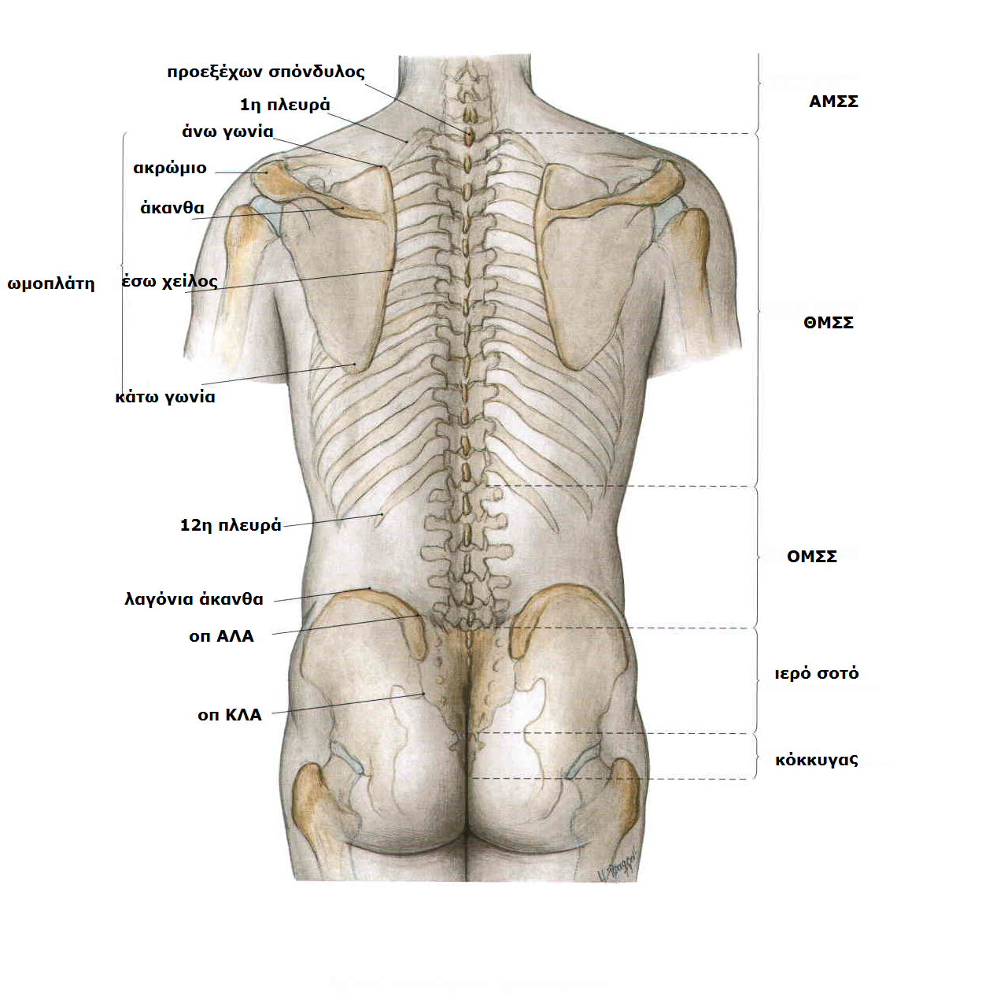 προεξέχων σπόνδυλος
1η πλευρά
άνω γωνία
ακρώμιο
άκανθα
έσω χείλος
ωμοπλάτη
κάτω γωνία
12η πλευρά
λαγόνια άκανθα
οπ ΑΛΑ
οπ ΚΛΑ
ΑΜΣΣ
ΘΜΣΣ
ΟΜΣΣ
ιερό σοτό
κόκκυγας